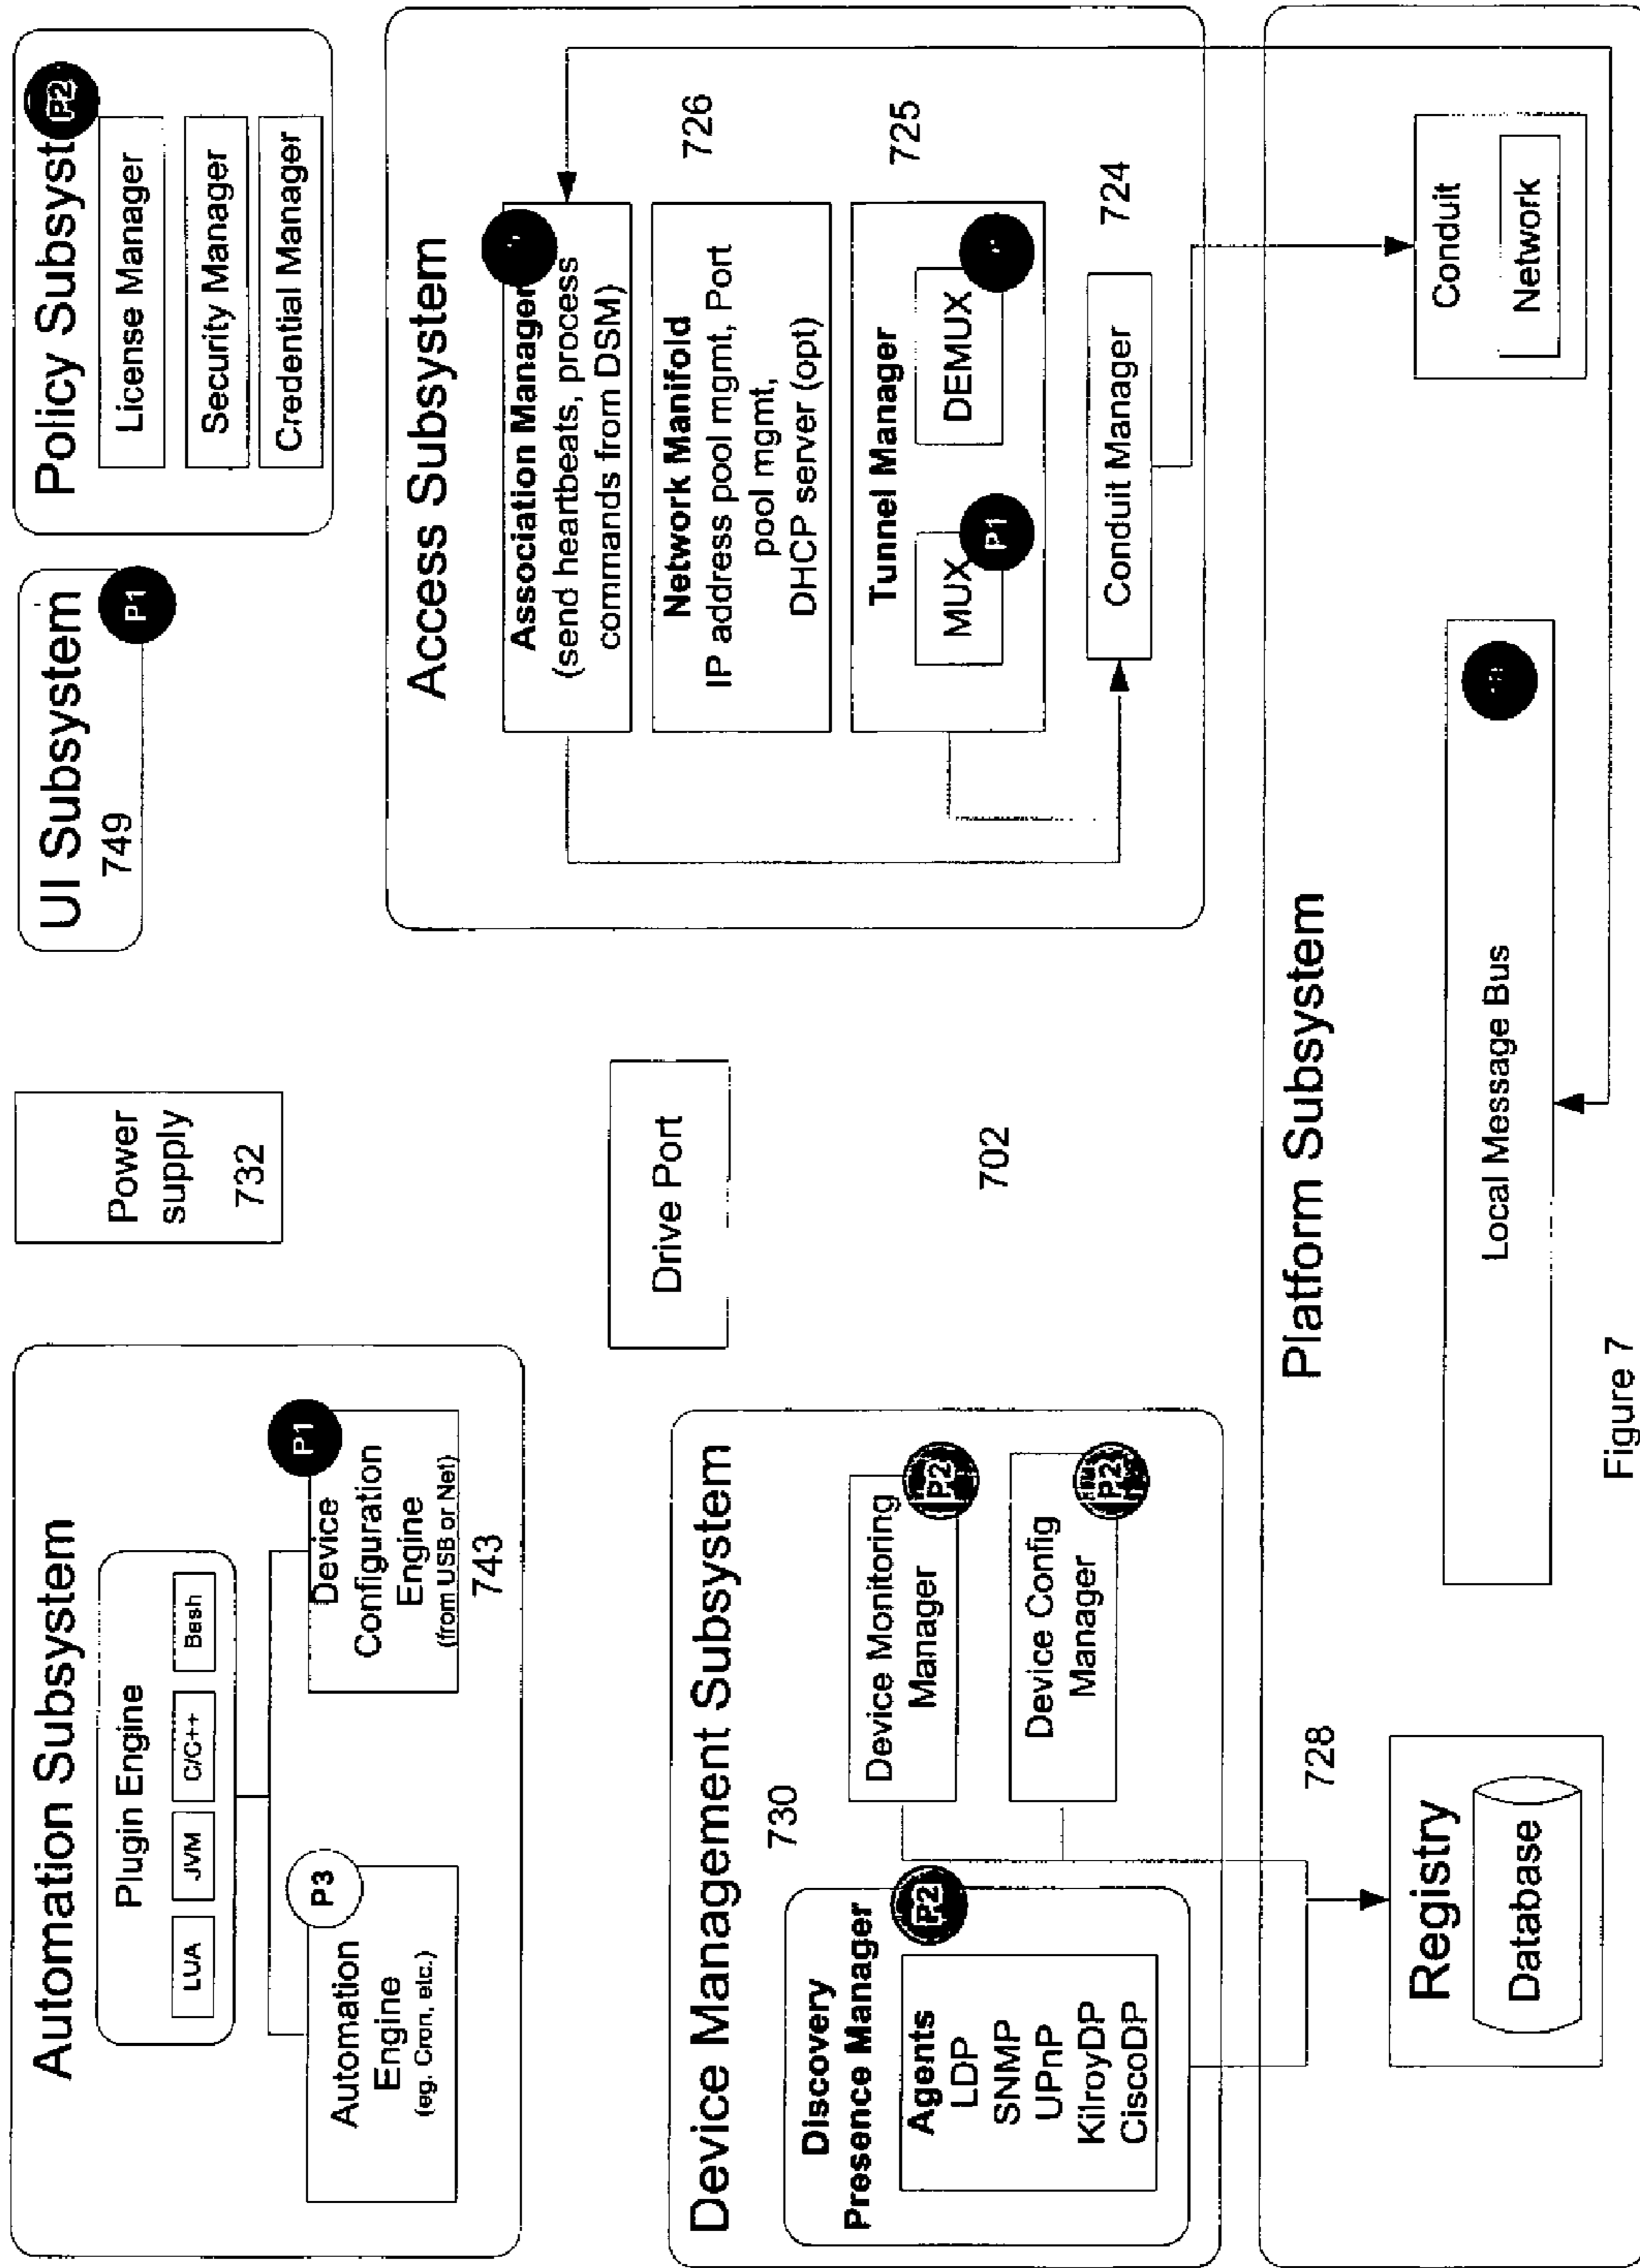 Automation Subsystem
Plugin Engine
LUA
JVM
C/C++
Bash
P3
Automation
Engine
(eg. Cron, etc.)
P1
Device
Configuration
Engine
(from USB or Net)
743
Power
supply
732
UI Subsystem
749
P1
Policy Subsyst
P2
License Manager
Security Manager
Credential Manager
Device Management Subsystem
730
Discovery
Presence Manager
P2
Agents
LDP
SNMP
UPnP
KilroyDP
CiscoDP
Device Monitoring
Manager
P2
Device Config
Manager
P2
Drive Port
702
Access Subsystem
Association Manager
(send heartbeats, process
commands from DSM)
726
Network Manifold
IP address pool mgmt, Port
pool mgmt,
DHCP server (opt)
725
Tunnel Manager
MUX
P1
DEMUX
724
Conduit Manager
Platform Subsystem
728
Registry
Database
Local Message Bus
Conduit
Network
Figure 7